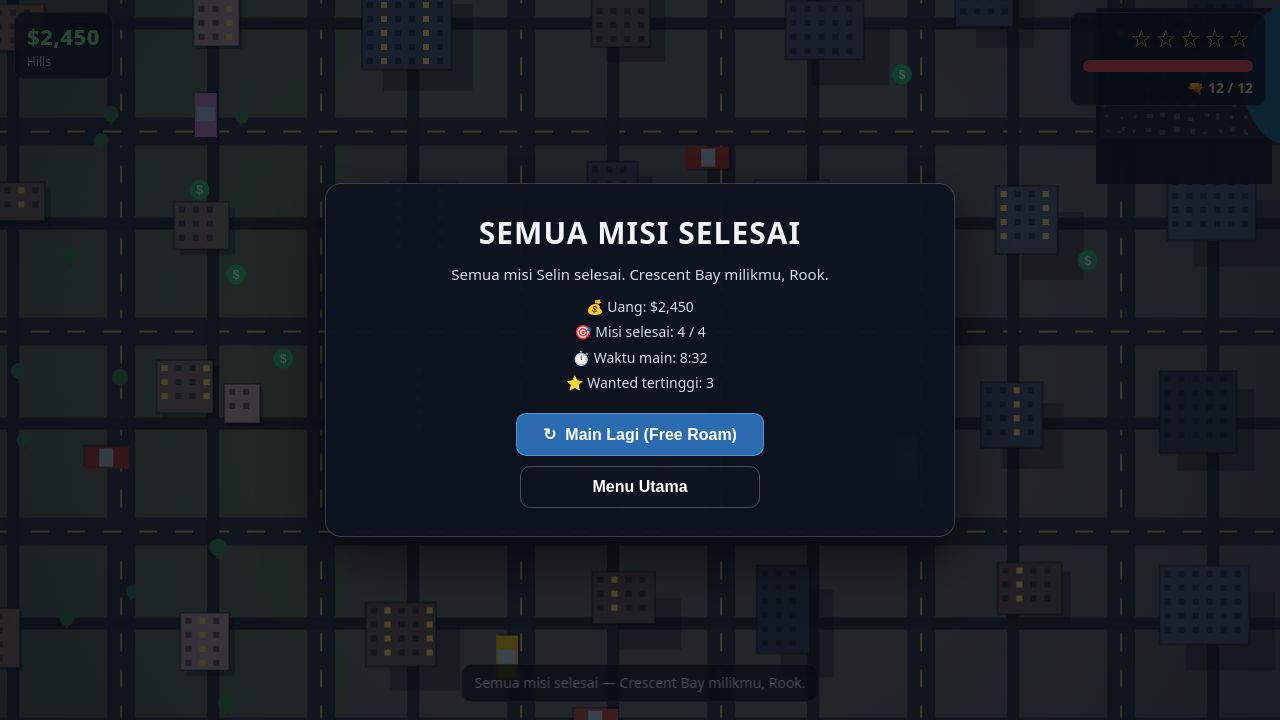 $2,450
Hills
☆☆☆☆☆
🔫 12 / 12
$
$
$
$
$
SEMUA MISI SELESAI
Semua misi Selin selesai. Crescent Bay milikmu, Rook.
💰 Uang: $2,450
🎯 Misi selesai: 4 / 4
⏱️ Waktu main: 8:32
⭐ Wanted tertinggi: 3
↻ Main Lagi (Free Roam)
Menu Utama
Semua misi selesai — Crescent Bay milikmu, Rook.